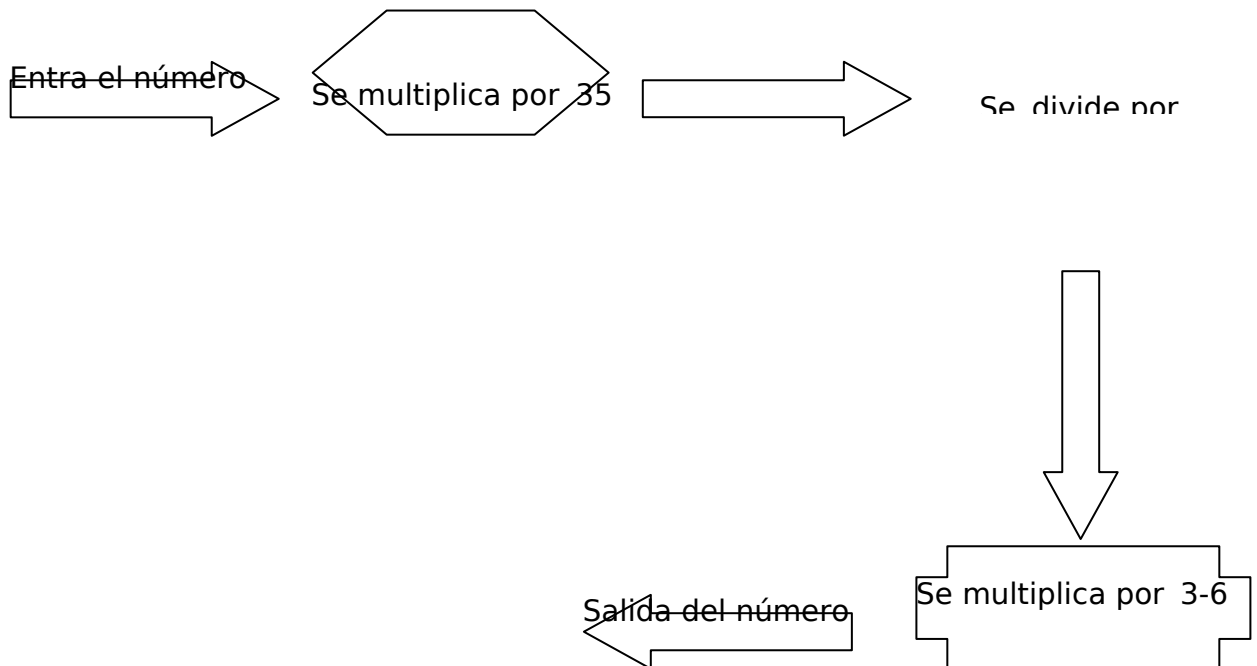 Entra el número
Se multiplica por 35
Se divide por
Se multiplica por 3-6
Salida del número